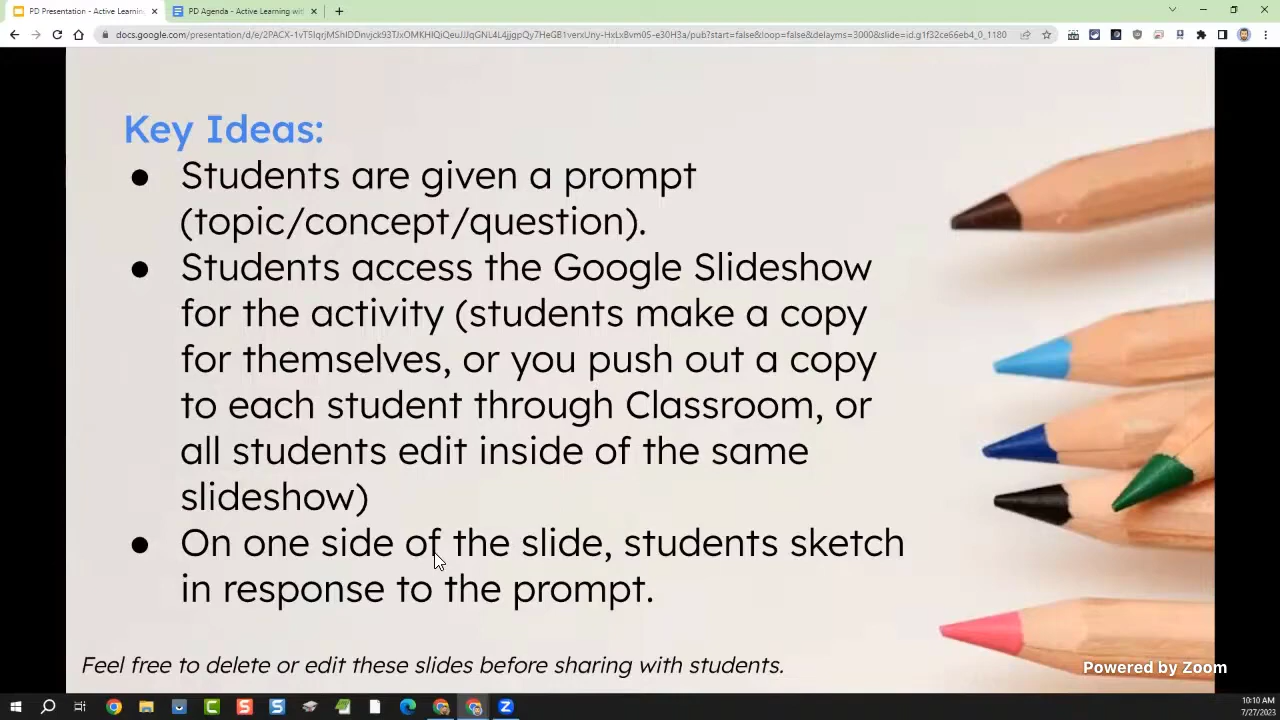 PD Presentation - Active Learning
PD Agenda - Active Learning wit
Key Ideas:
● Students are given a prompt
(topic/concept/question).
● Students access the Google Slideshow
for the activity (students make a copy
for themselves, or you push out a copy
to each student through Classroom, or
all students edit inside of the same
slideshow)
● On one side of the slide, students sketch
in response to the prompt.
Feel free to delete or edit these slides before sharing with students.
Powered by Zoom
10:10 AM
7/27/2023